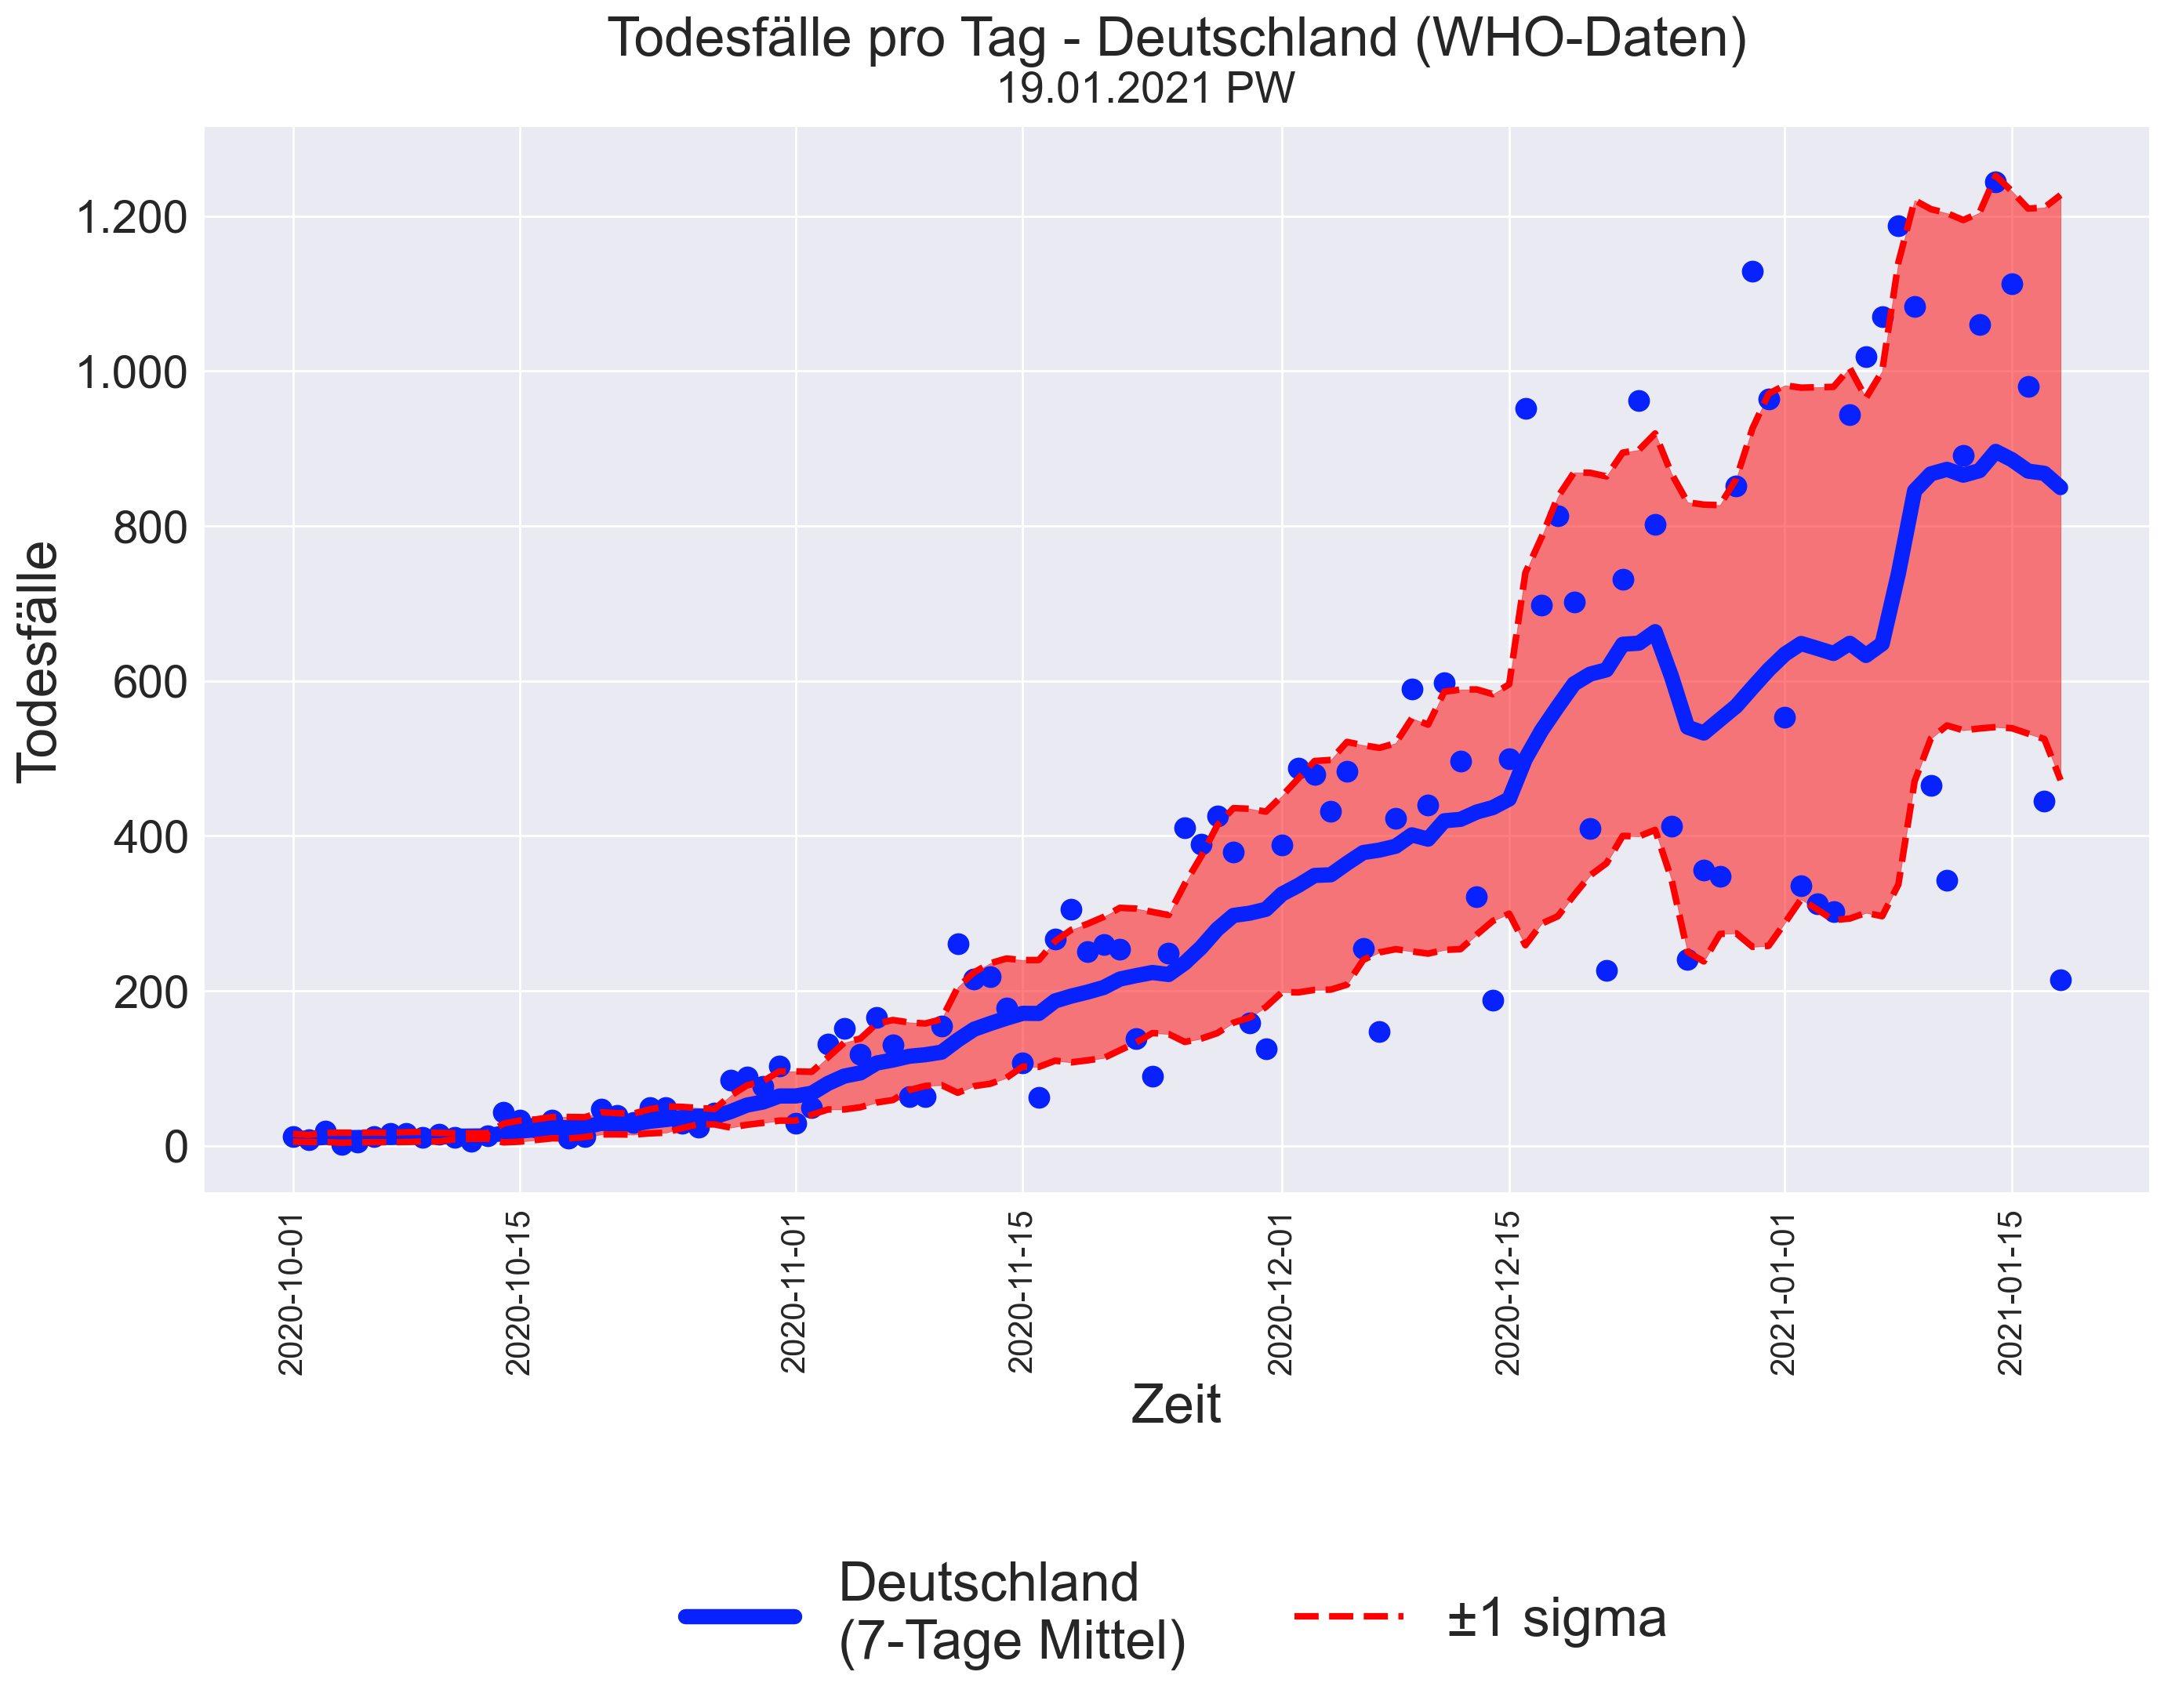 Todesfälle pro Tag - Deutschland (WHO-Daten)
19.01.2021 PW
Todesfälle
1.200
1.000
800
600
400
200
0
2020-10-01
2020-10-15
2020-11-01
2020-11-15
2020-12-01
2020-12-15
2021-01-01
2021-01-15
Zeit
Deutschland
(7-Tage Mittel)
±1 sigma